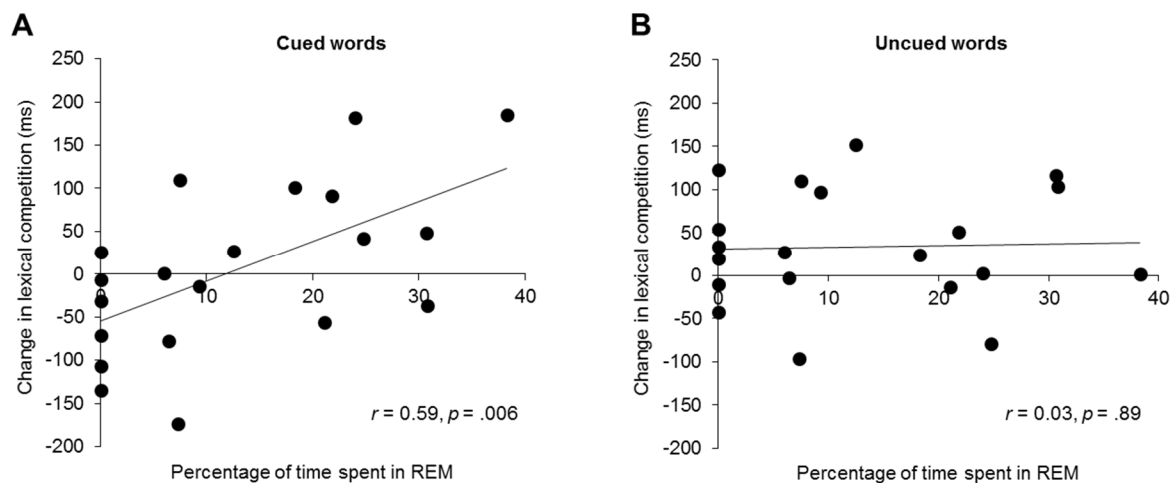 A
Cued words
Change in lexical competition (ms)
250
200
150
100
50
0
-50
-100
-150
-200
0 10 20 30 40
r = 0.59, p = .006
Percentage of time spent in REM
B
Uncued words
Change in lexical competition (ms)
250
200
150
100
50
0
-50
-100
-150
-200
0 10 20 30 40
r = 0.03, p = .89
Percentage of time spent in REM